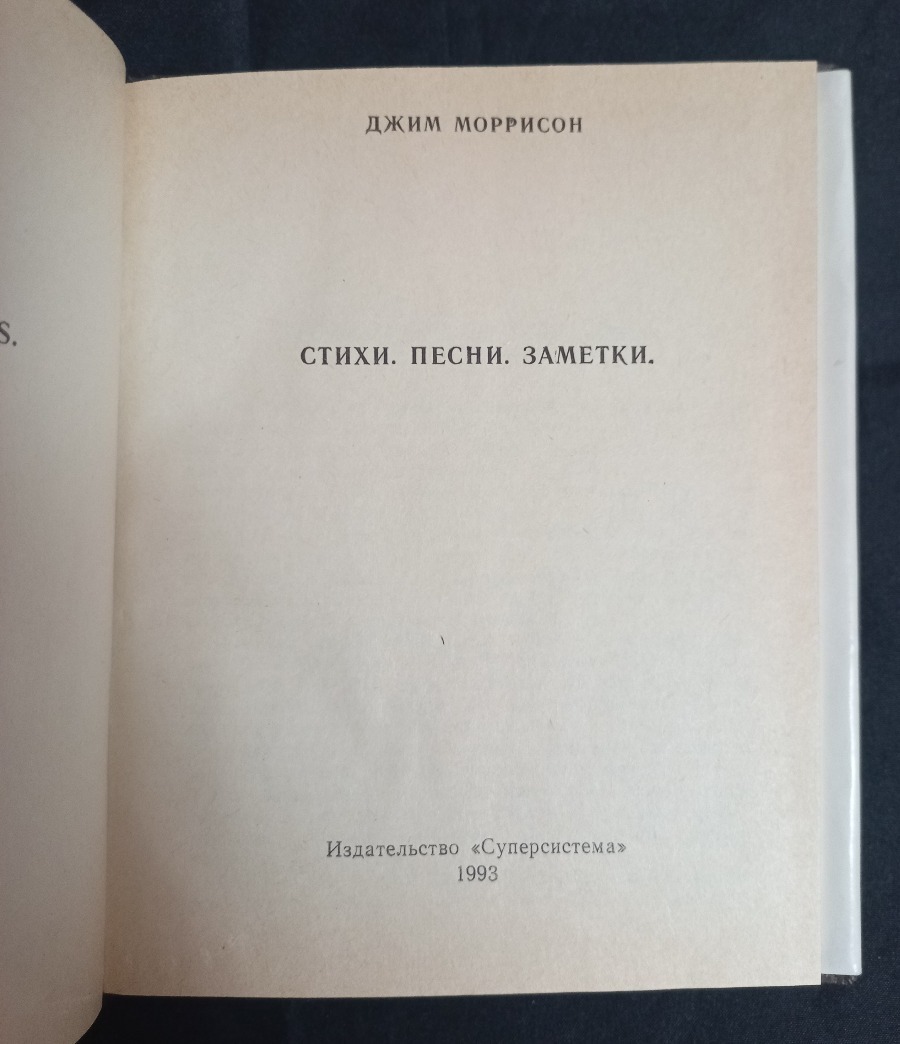 S.
ДЖИМ МОРРИСОН
СТИХИ. ПЕСНИ. ЗАМЕТКИ.
Издательство «Суперсистема»
1993